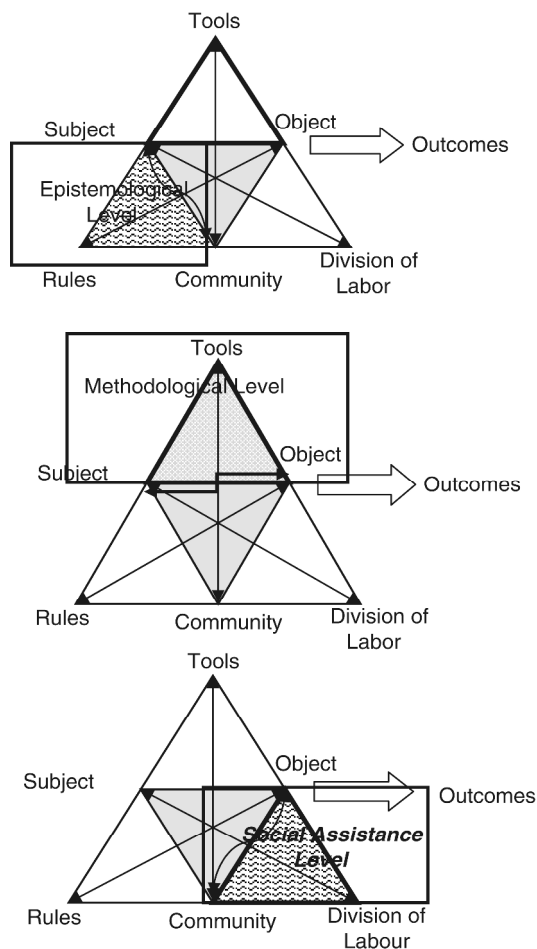 Tools
Subject
Object
Outcomes
Epistemological
Level
Rules
Community
Division of
Labor
Tools
Methodological Level
Subject
Object
Outcomes
Rules
Community
Division of
Labor
Tools
Subject
Object
Outcomes
Social Assistance
Level
Rules
Community
Division of
Labour